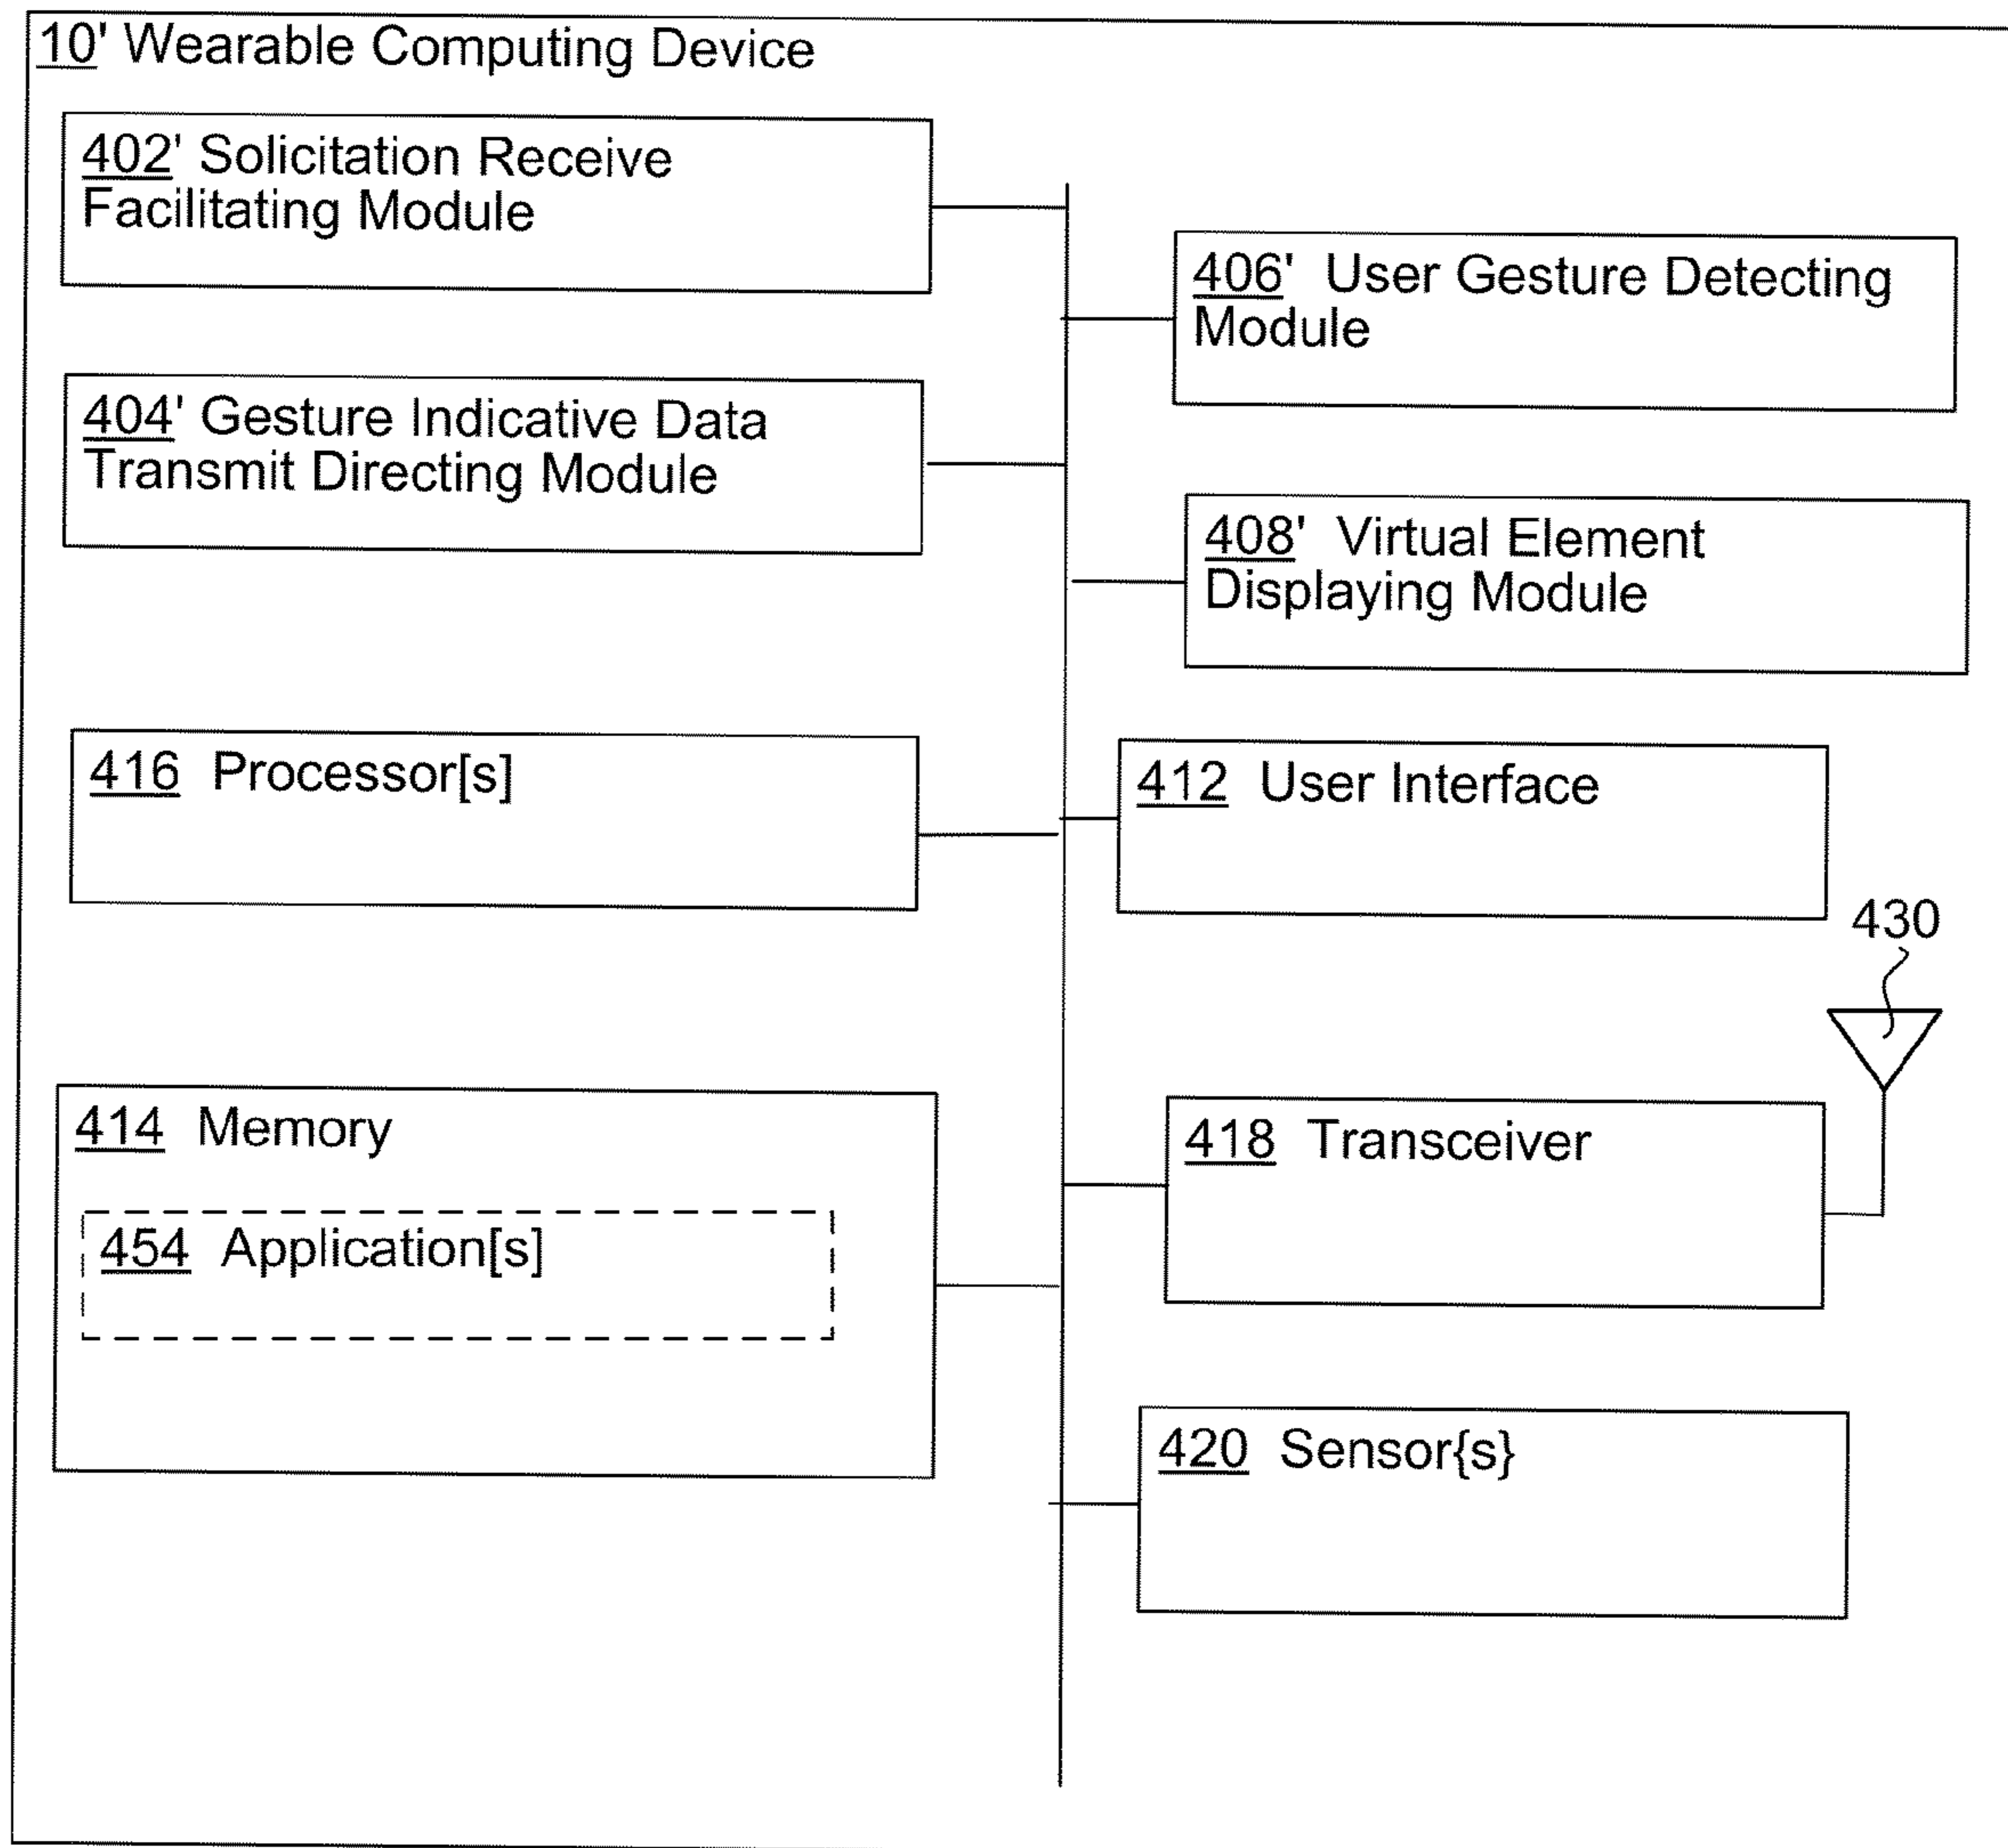 10' Wearable Computing Device
402' Solicitation Receive
Facilitating Module
406' User Gesture Detecting
Module
404' Gesture Indicative Data
Transmit Directing Module
408' Virtual Element
Displaying Module
416 Processor[s]
412 User Interface
430
414 Memory
418 Transceiver
454 Application[s]
420 Sensor{s}